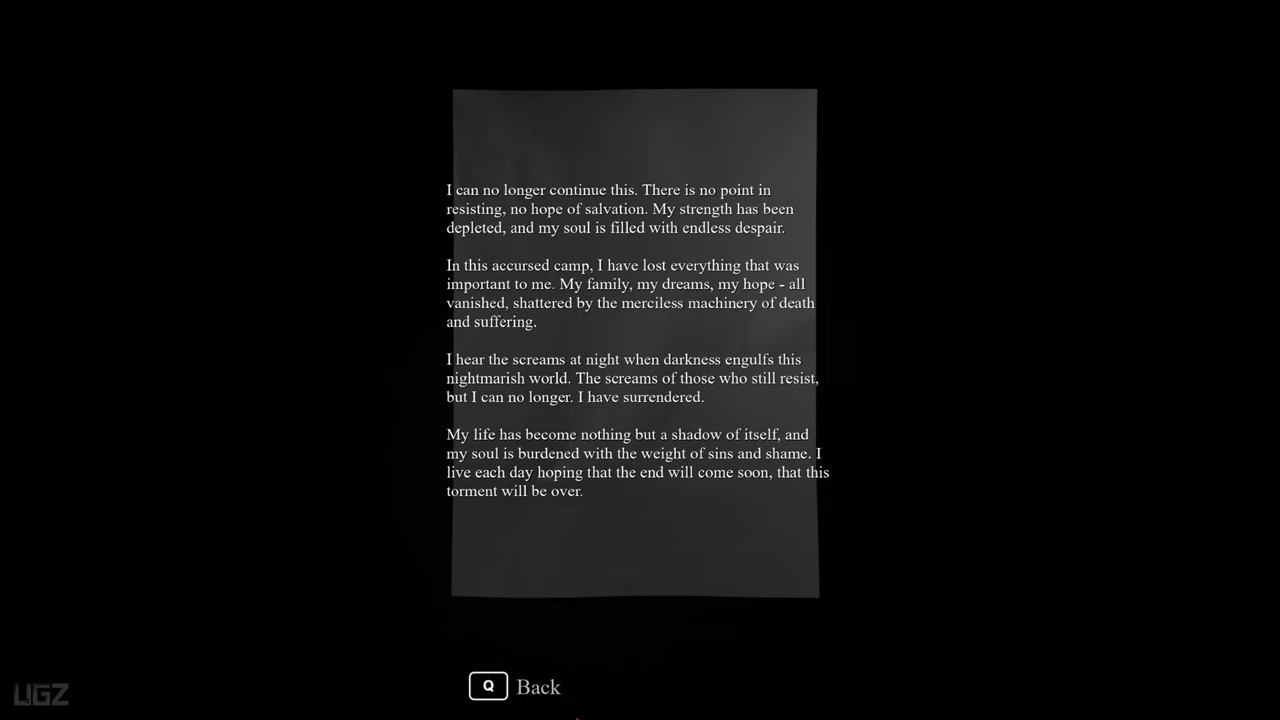 I can no longer continue this. There is no point in
resisting, no hope of salvation. My strength has been
depleted, and my soul is filled with endless despair.
In this accursed camp, I have lost everything that was
important to me. My family, my dreams, my hope - all
vanished, shattered by the merciless machinery of death
and suffering.
I hear the screams at night when darkness engulfs this
nightmarish world. The screams of those who still resist,
but I can no longer. I have surrendered.
My life has become nothing but a shadow of itself, and
my soul is burdened with the weight of sins and shame. I
live each day hoping that the end will come soon, that this
torment will be over.
Q Back
UGZ